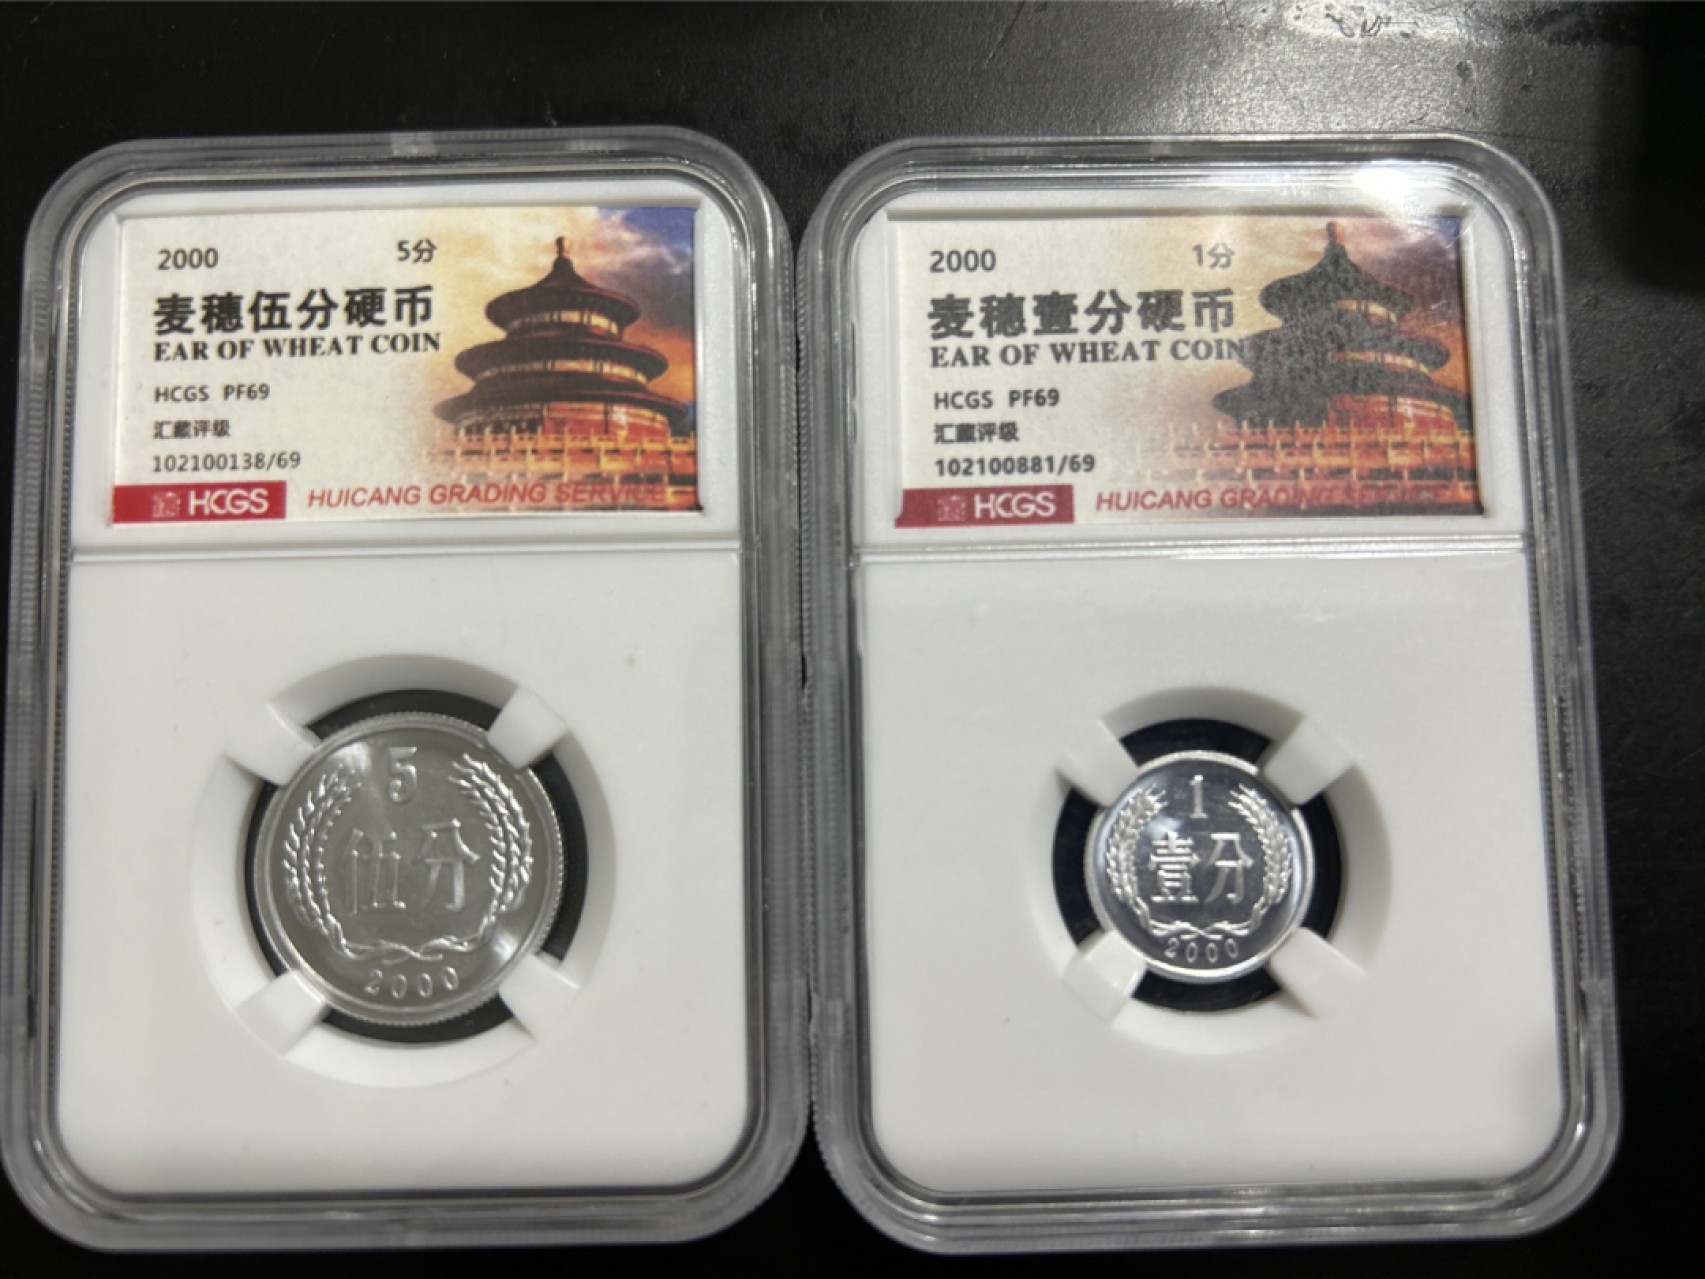 2000 5分
麦穗伍分硬币
EAR OF WHEAT COIN
HCGS PF69
汇藏评级
102100138/69
HCGS HUICANG GRADING SERVICE
5
伍分
2000
2000 1分
麦穗壹分硬币
EAR OF WHEAT COIN
HCGS PF69
汇藏评级
102100881/69
HCGS HUICANG GRADING SERVICE
1
壹分
2000